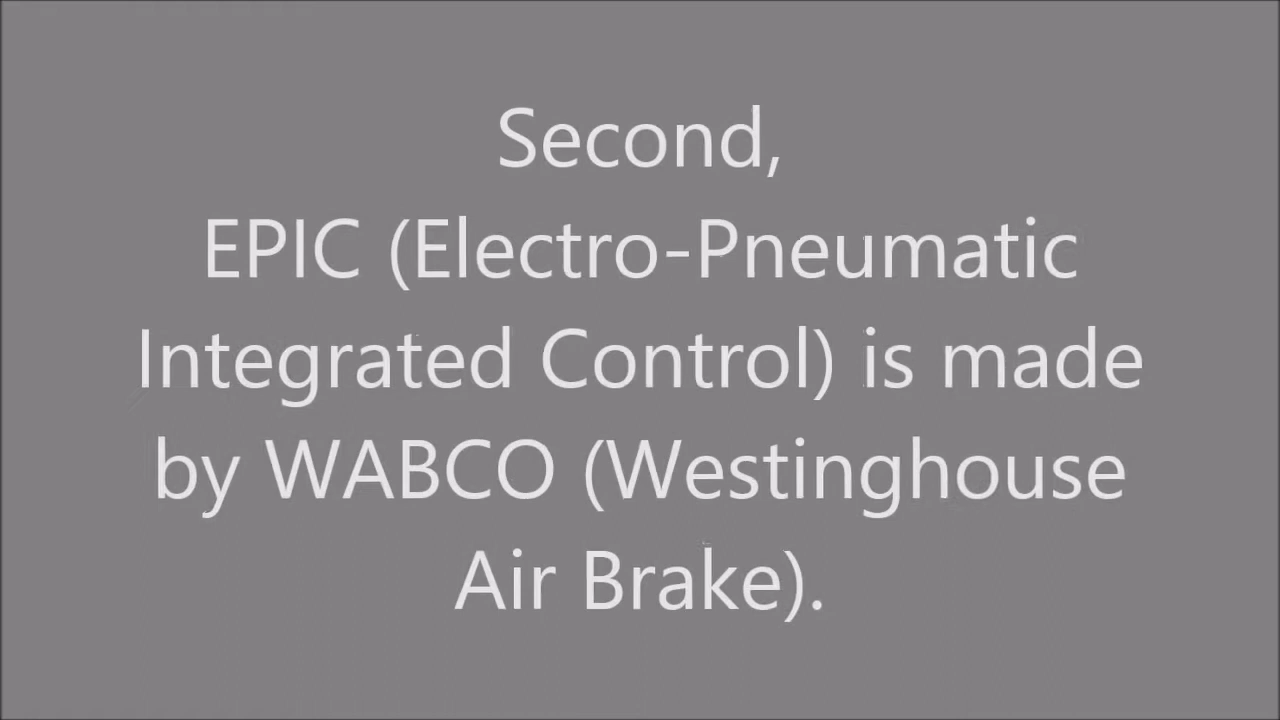 Second,
EPIC (Electro-Pneumatic
Integrated Control) is made
by WABCO (Westinghouse
Air Brake).